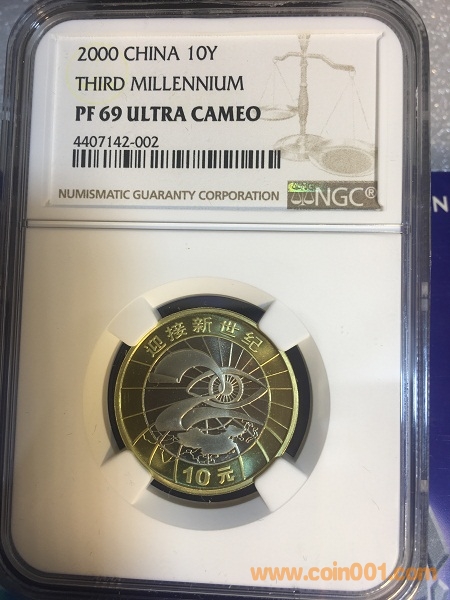 2000 CHINA 10Y
THIRD MILLENNIUM
PF 69 ULTRA CAMEO
4407142-002
NUMISMATIC GUARANTY CORPORATION
NGC®
N
迎接新世纪
10元
www.coin001.com